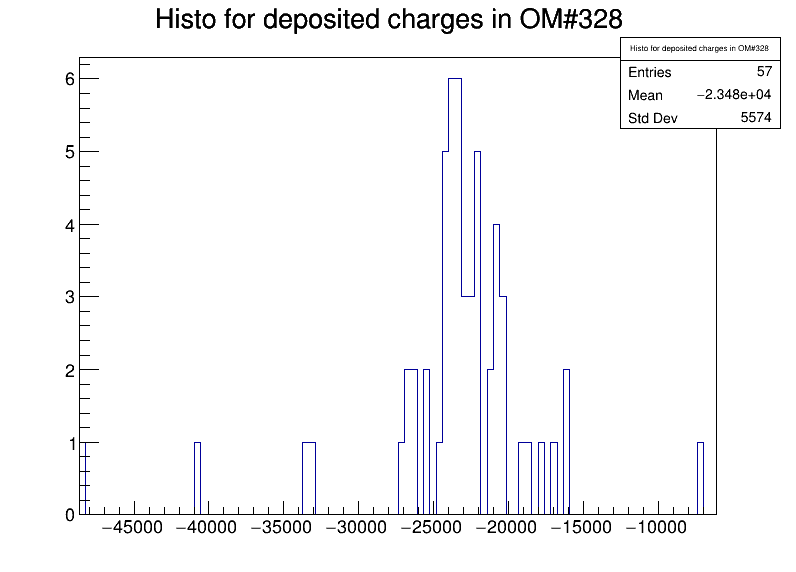 Histo for deposited charges in OM#328
Histo for deposited charges in OM#328
Entries 57
Mean −2.348e+04
Std Dev 5574
6
5
4
3
2
1
0
−45000 −40000 −35000 −30000 −25000 −20000 −15000 −10000